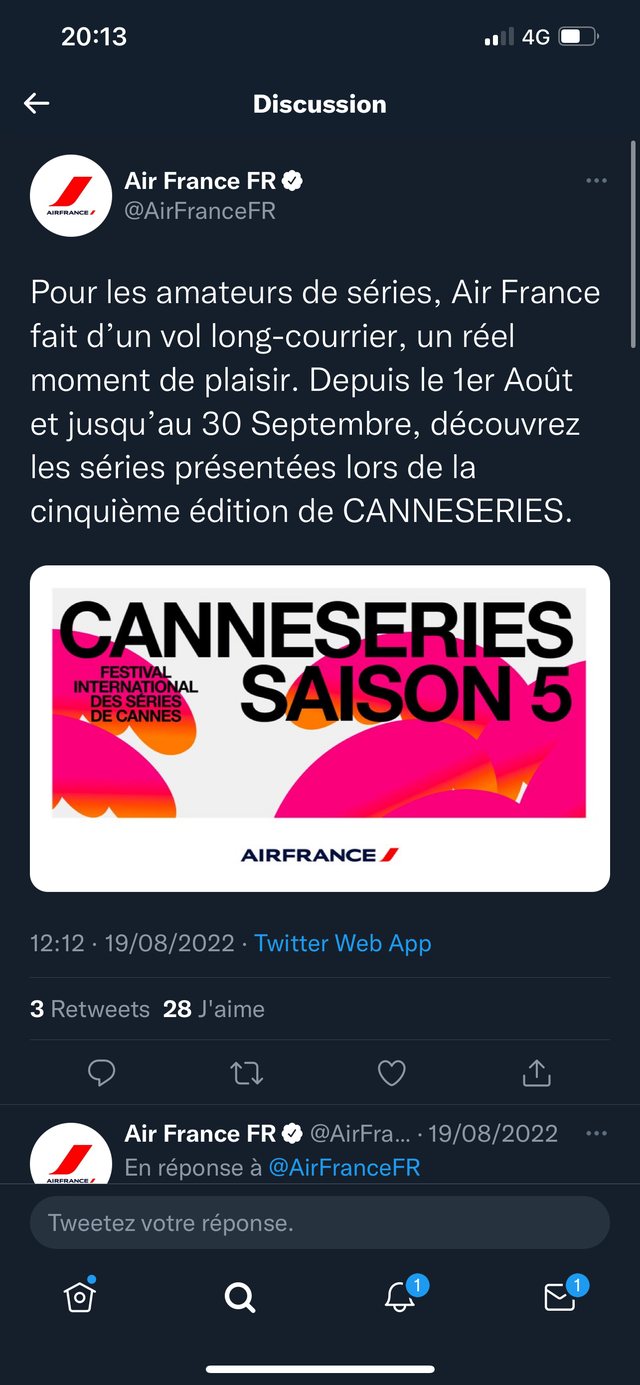 20:13
4G
Discussion
Air France FR
@AirFranceFR
AIRFRANCE
Pour les amateurs de séries, Air France
fait d’un vol long-courrier, un réel
moment de plaisir. Depuis le 1er Août
et jusqu’au 30 Septembre, découvrez
les séries présentées lors de la
cinquième édition de CANNESERIES.
CANNESERIES
SAISON 5
FESTIVAL
INTERNATIONAL
DES SÉRIES
DE CANNES
AIRFRANCE
12:12 · 19/08/2022 · Twitter Web App
3 Retweets 28 J'aime
Air France FR @AirFra... · 19/08/2022
En réponse à @AirFranceFR
AIRFRANCE
Tweetez votre réponse.
1
1